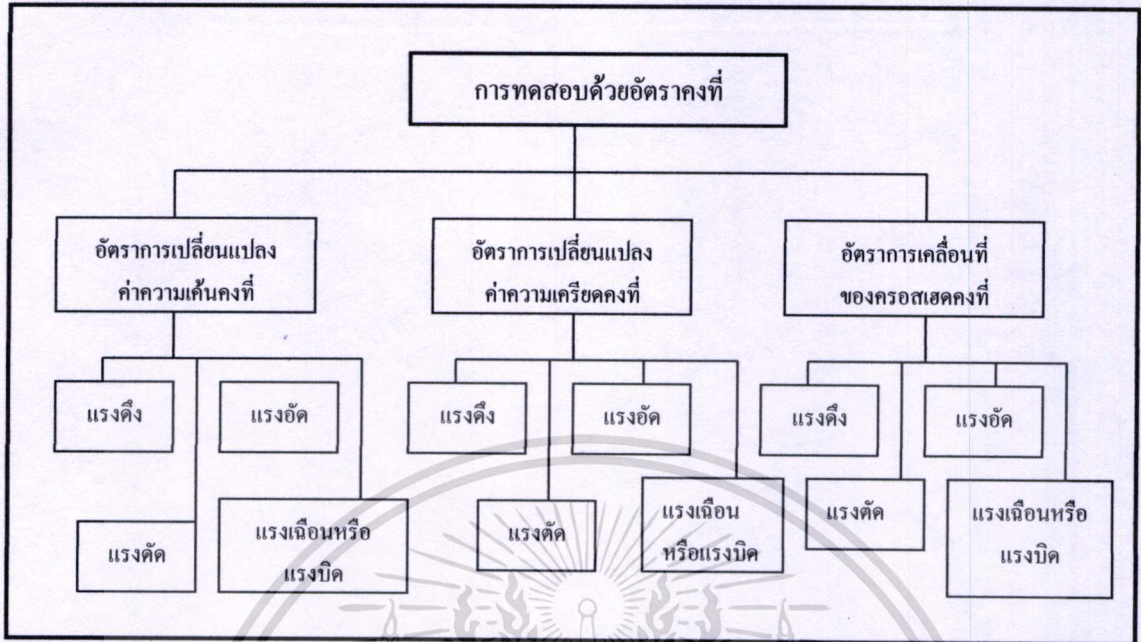 การทดสอบด้วยอัตราคงที่
อัตราการเปลี่ยนแปลง
ค่าความเค้นคงที่
อัตราการเปลี่ยนแปลง
ค่าความเครียดคงที่
อัตราการเคลื่อนที่
ของครอสเฮดคงที่
แรงดึง
แรงอัด
แรงดัด
แรงเฉือนหรือ
แรงบิด
แรงดึง
แรงอัด
แรงตัด
แรงเฉือน
หรือแรงบิด
แรงดึง
แรงอัด
แรงตัด
แรงเฉือนหรือ
แรงบิด